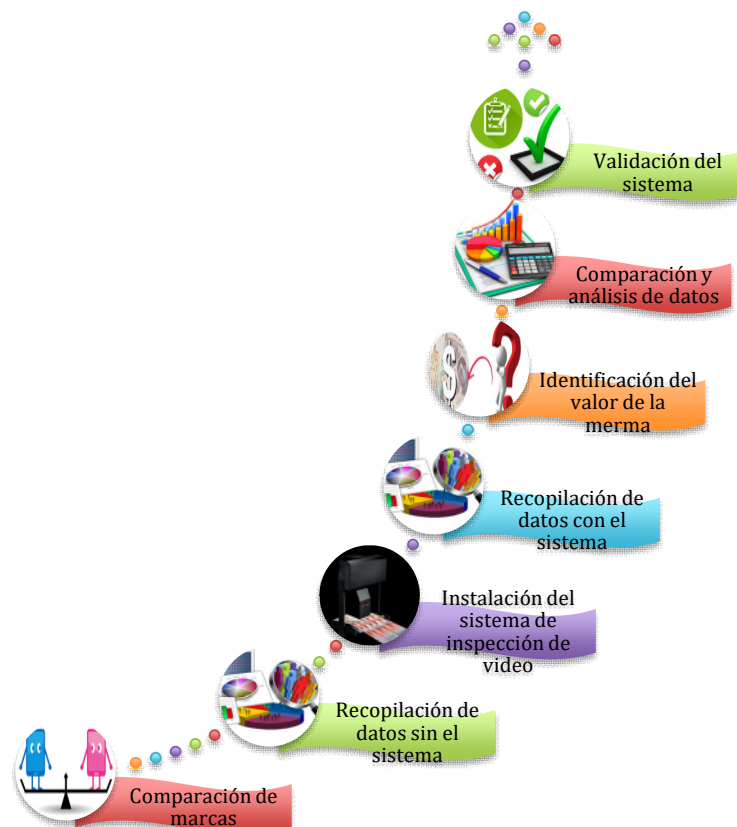 Validación del
sistema
Comparación y
análisis de datos
Identificación del
valor de la
merma
Recopilación de
datos con el
sistema
Instalación del
sistema de
inspección de
video
Recopilación de
datos sin el
sistema
Comparación de
marcas